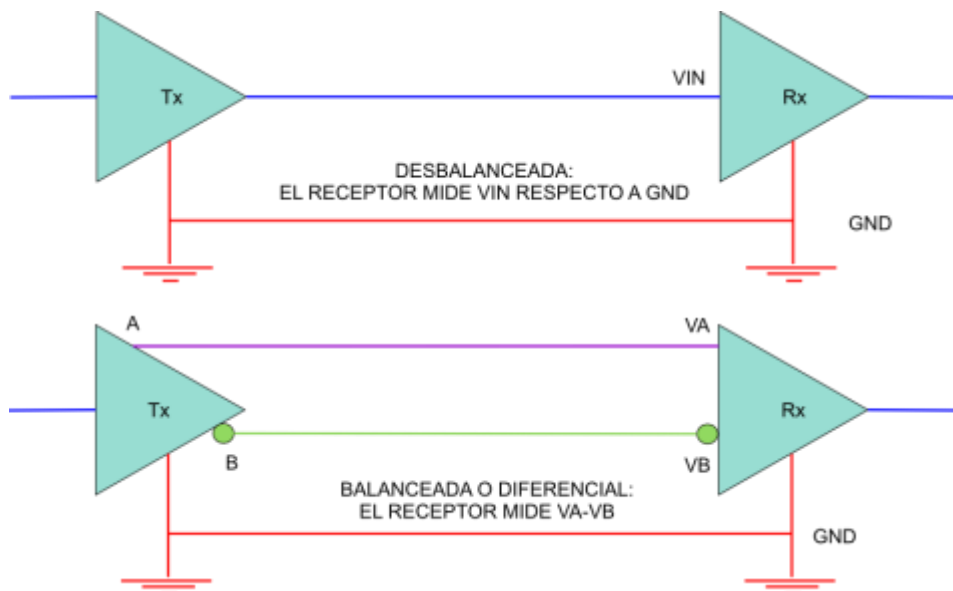 VIN
Tx
Rx
DESBALANCEADA:
EL RECEPTOR MIDE VIN RESPECTO A GND
GND
A
VA
Tx
Rx
B
VB
BALANCEADA O DIFERENCIAL:
EL RECEPTOR MIDE VA-VB
GND